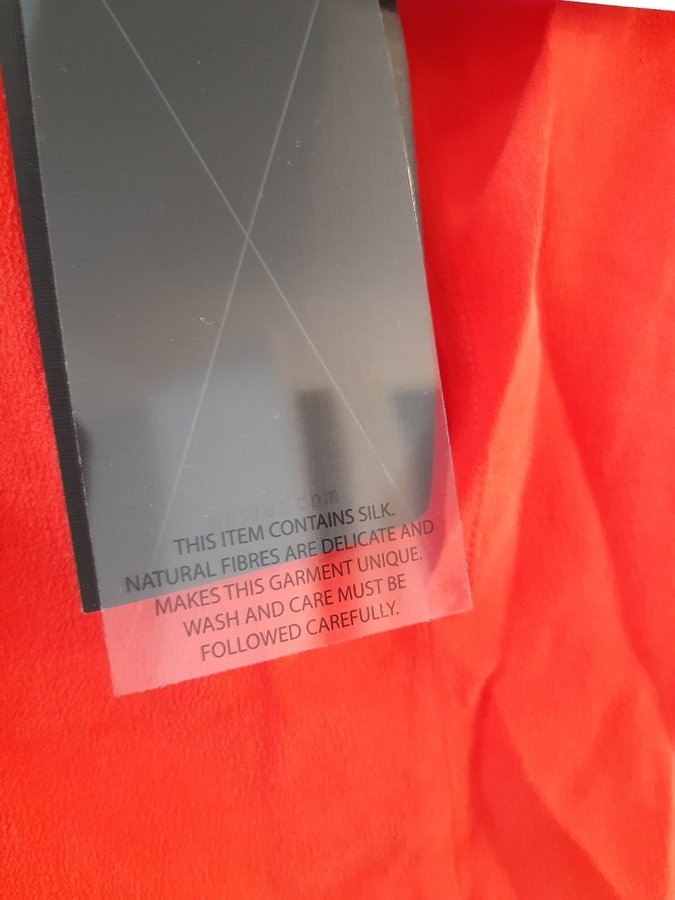 THIS ITEM CONTAINS SILK.
NATURAL FIBRES ARE DELICATE AND
MAKES THIS GARMENT UNIQUE.
WASH AND CARE MUST BE
FOLLOWED CAREFULLY.